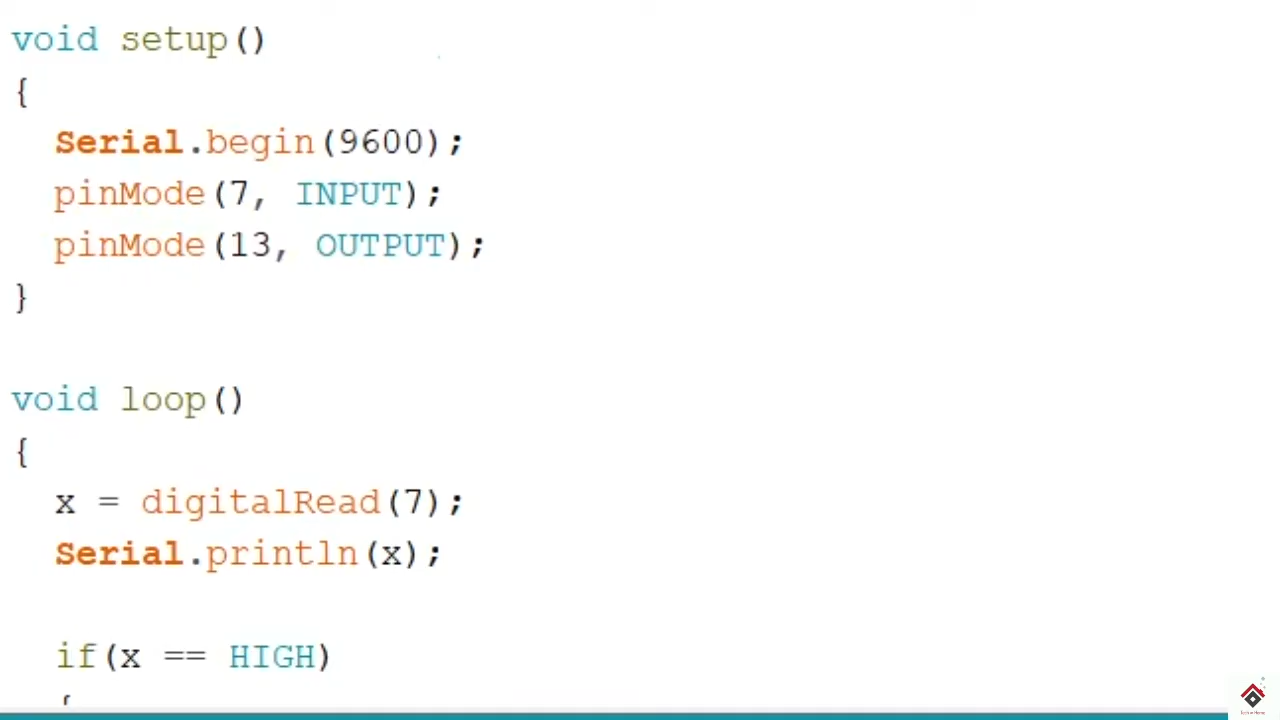 void setup()
{
  Serial.begin(9600);
  pinMode(7, INPUT);
  pinMode(13, OUTPUT);
}
void loop()
{
  x = digitalRead(7);
  Serial.println(x);
  if(x == HIGH)
  {